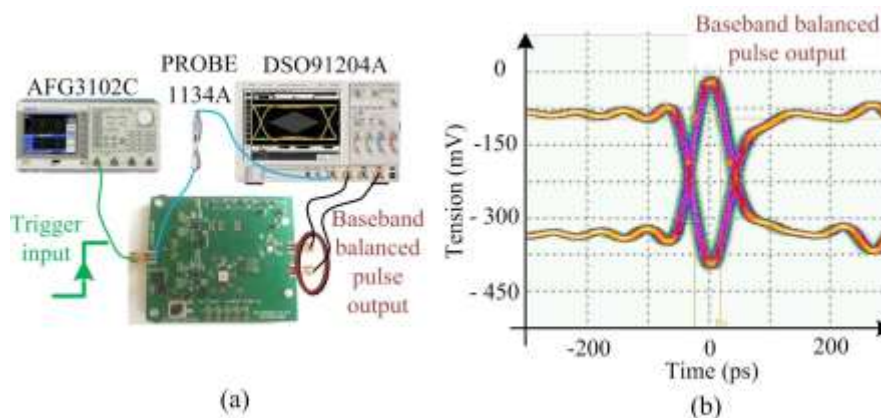 AFG3102C
PROBE
1134A
DSO91204A
Trigger
input
Baseband
balanced
pulse
output
(a)
Baseband balanced
pulse output
0
-150
- 300
-450
Tension (mV)
-200
0
200
Time (ps)
(b)